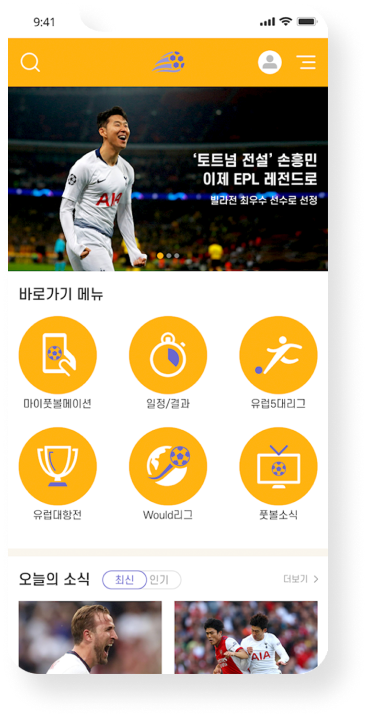 9:41
‘토트넘 전설’ 손흥민
이제 EPL 레전드로
빌라전 최우수 선수로 선정
AIA
바로가기 메뉴
마이풋볼메이션
일정/결과
유럽5대리그
유럽대항전
Would리그
풋볼소식
오늘의 소식
최신
인기
더보기
AIA